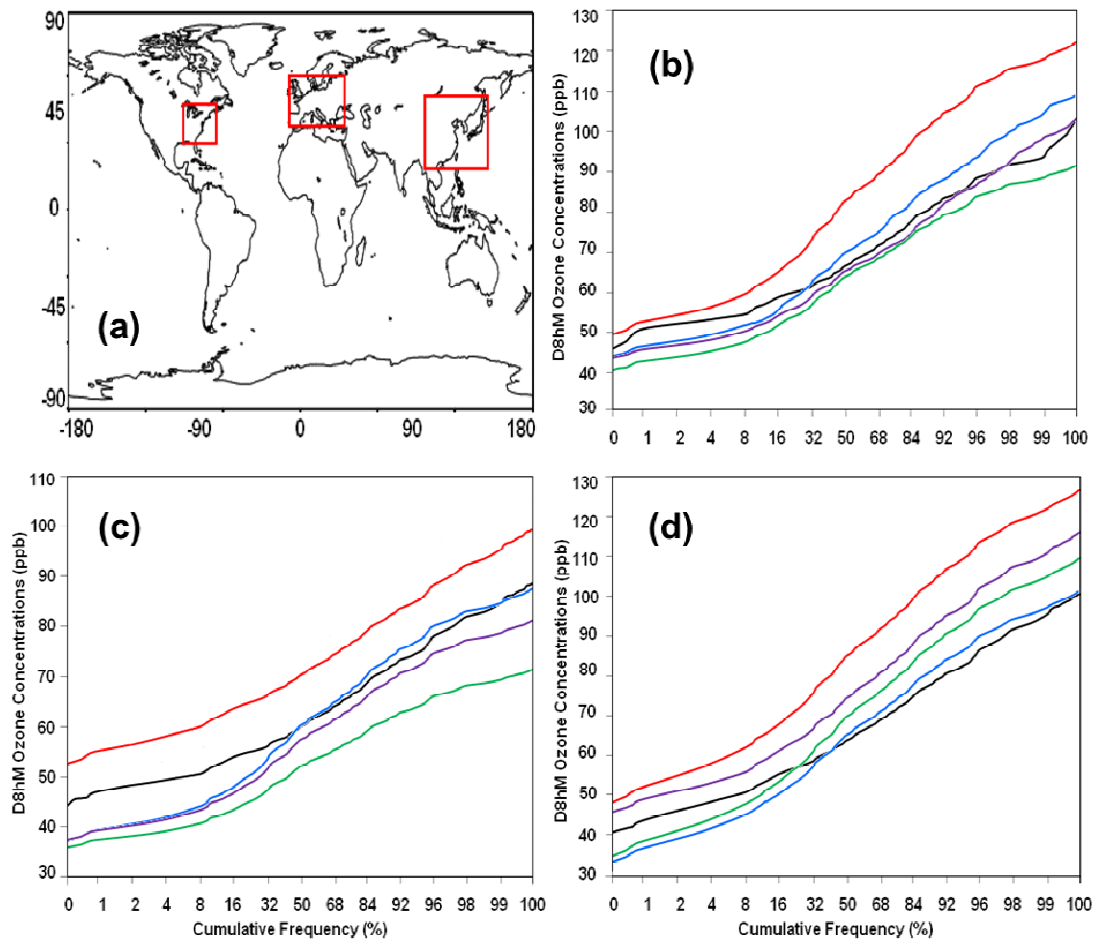 90
45
0
-45
-90
-180 -90 0 90 180
(a)
130
120
110
100
90
80
70
60
50
40
30
D8hM Ozone Concentrations (ppb)
(b)
0 1 2 4 8 16 32 50 68 84 92 96 98 99 100
110
100
90
80
70
60
50
40
30
D8hM Ozone Concentrations (ppb)
(c)
0 1 2 4 8 16 32 50 68 84 92 96 98 99 100
Cumulative Frequency (%)
130
120
110
100
90
80
70
60
50
40
30
D8hM Ozone Concentrations (ppb)
(d)
0 1 2 4 8 16 32 50 68 84 92 96 98 99 100
Cumulative Frequency (%)